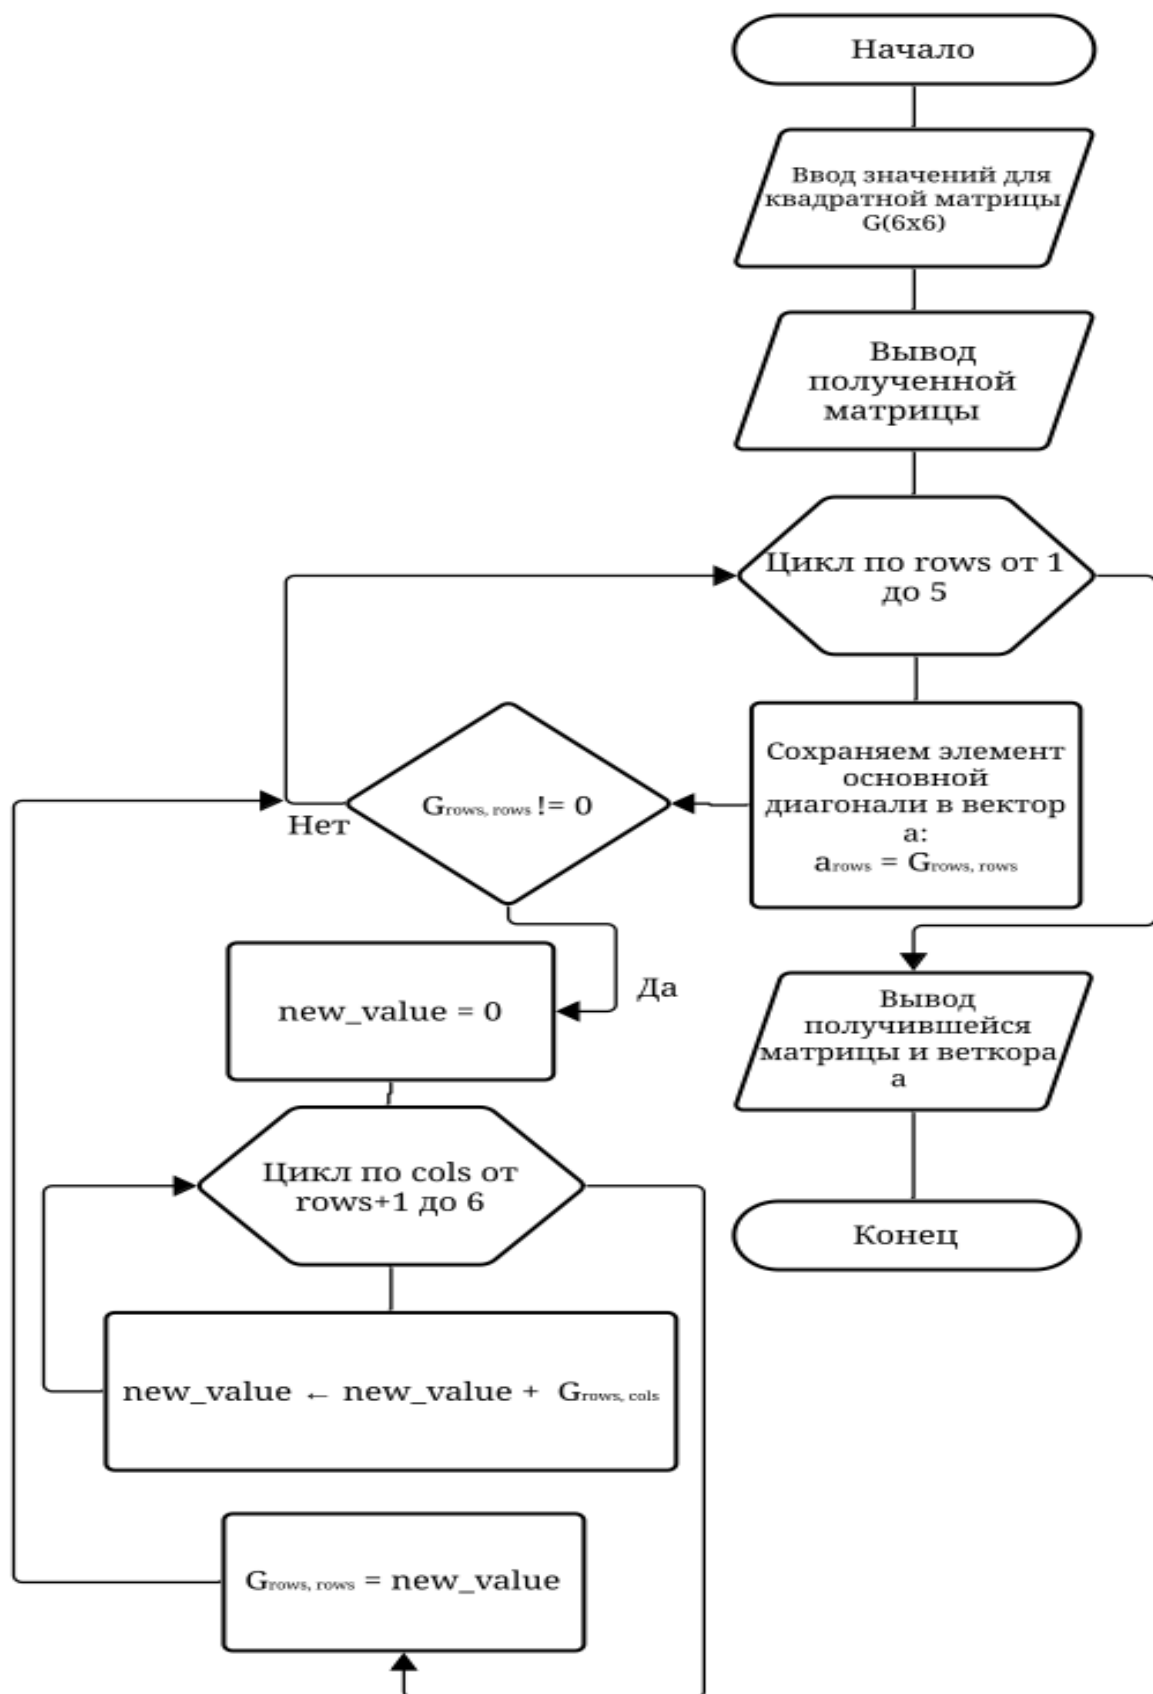 Начало
Ввод значений для
квадратной матрицы
G(6x6)
Вывод
полученной
матрицы
Цикл по rows от 1
до 5
Сохраняем элемент
основной
диагонали в вектор
a:
arows = Grows, rows
Grows, rows != 0
Нет
Да
new_value = 0
Цикл по cols от
rows+1 до 6
new_value ← new_value + Grows, cols
Grows, rows = new_value
Вывод
получившейся
матрицы и веткора
a
Конец